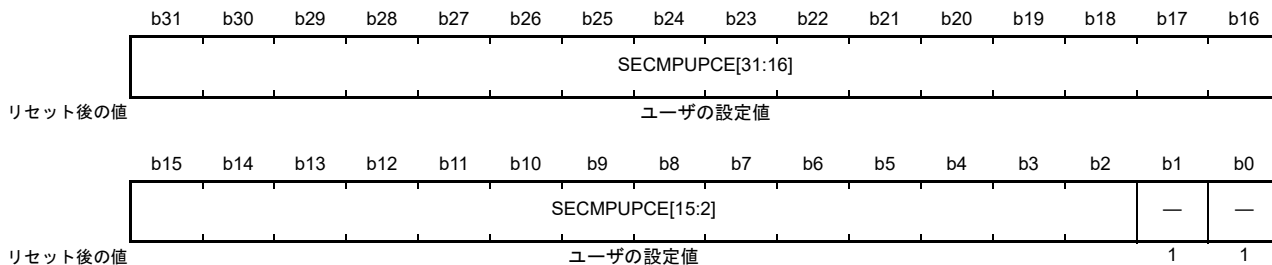 b31 b30 b29 b28 b27 b26 b25 b24 b23 b22 b21 b20 b19 b18 b17 b16
SECMPUPCE[31:16]
リセット後の値 ユーザの設定値
b15 b14 b13 b12 b11 b10 b9 b8 b7 b6 b5 b4 b3 b2 b1 b0
SECMPUPCE[15:2] — —
リセット後の値 ユーザの設定値 1 1